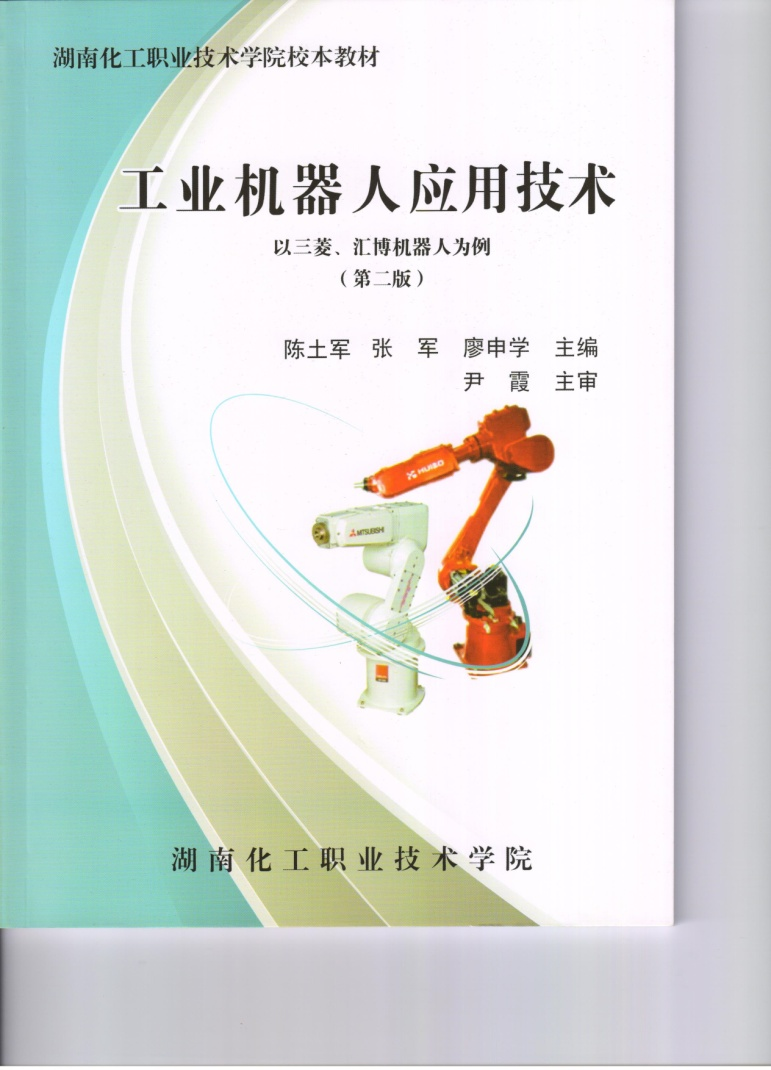 湖南化工职业技术学院校本教材
工业机器人应用技术
以三菱、汇博机器人为例
（第二版）
陈土军 张 军 廖申学 主编
尹 霞 主审
HUIBO
MITSUBISHI
湖南化工职业技术学院